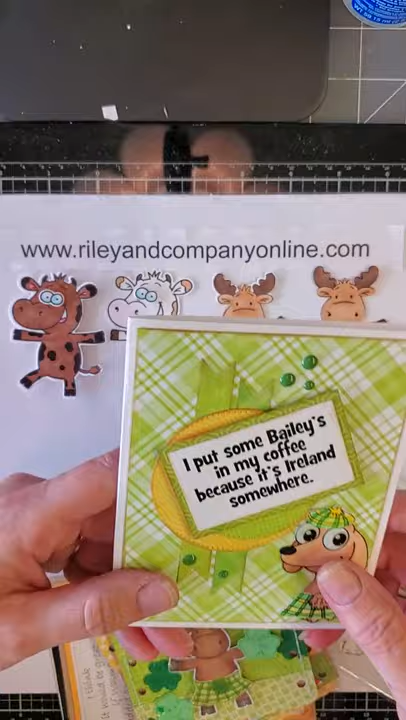 www.rileyandcompanyonline.com
I put some Bailey's
in my coffee
because it's Ireland
somewhere.